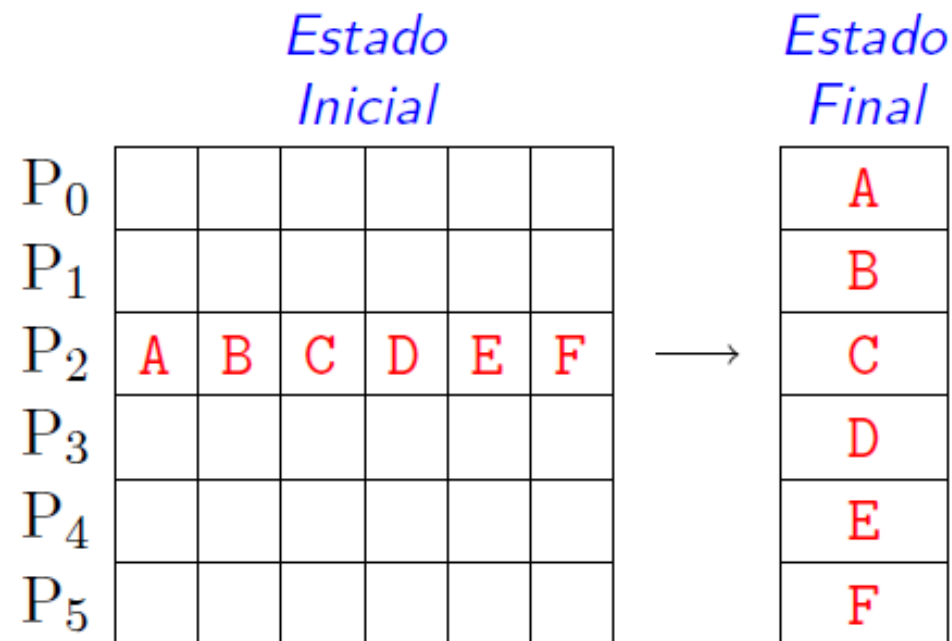 Estado Estado
Inicial Final
P0 A
P1 B
P2 A B C D E F → C
P3 D
P4 E
P5 F